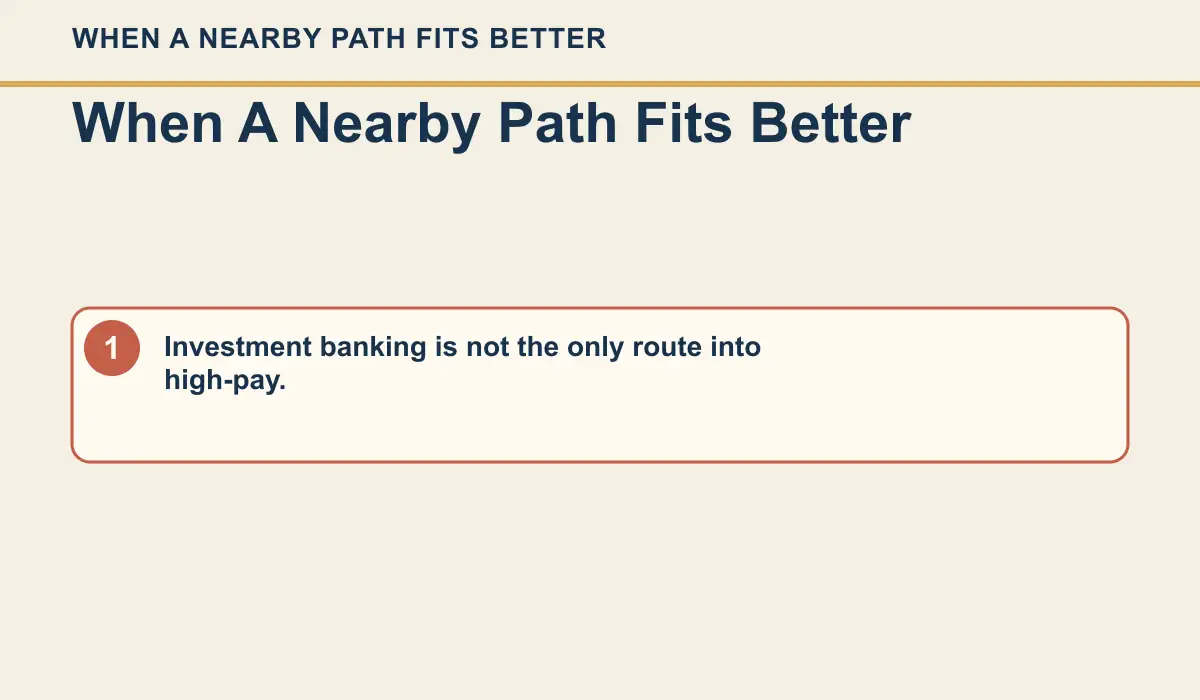 WHEN A NEARBY PATH FITS BETTER
When A Nearby Path Fits Better
1
Investment banking is not the only route into
high-pay.